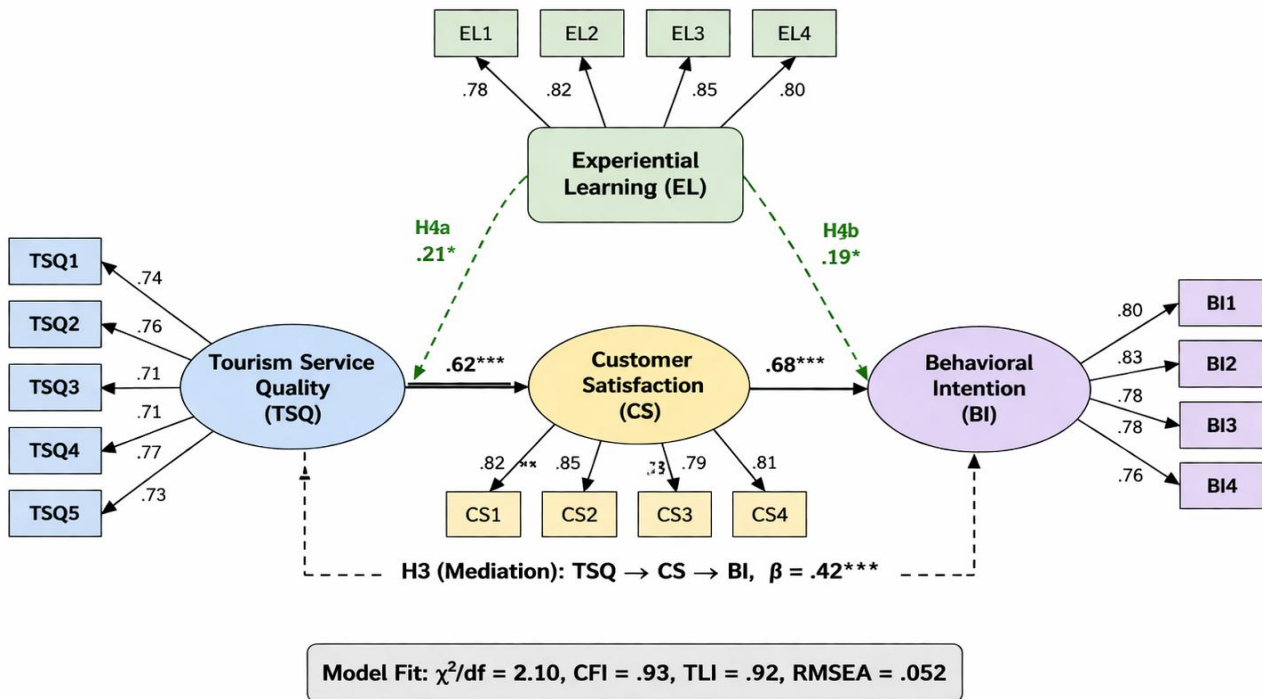 EL1 EL2 EL3 EL4
.78 .82 .85 .80
Experiential
Learning (EL)
H4a
.21*
H4b
.19*
TSQ1
TSQ2
TSQ3
TSQ4
TSQ5
.74
.76
.71
.71
.77
.73
Tourism Service
Quality
(TSQ)
.62***
Customer
Satisfaction
(CS)
.68***
Behavioral
Intention
(BI)
.80
.83
.78
.78
.76
BI1
BI2
BI3
BI4
.82 ** .85 .79 .81
CS1 CS2 CS3 CS4
H3 (Mediation): TSQ → CS → BI, β = .42***
Model Fit: χ²/df = 2.10, CFI = .93, TLI = .92, RMSEA = .052